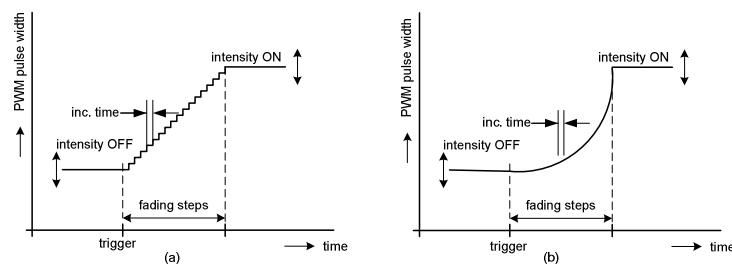 PWM pulse width
intensity ON
inc. time
intensity OFF
fading steps
trigger
time
(a)
PWM pulse width
intensity ON
inc. time
intensity OFF
fading steps
trigger
time
(b)